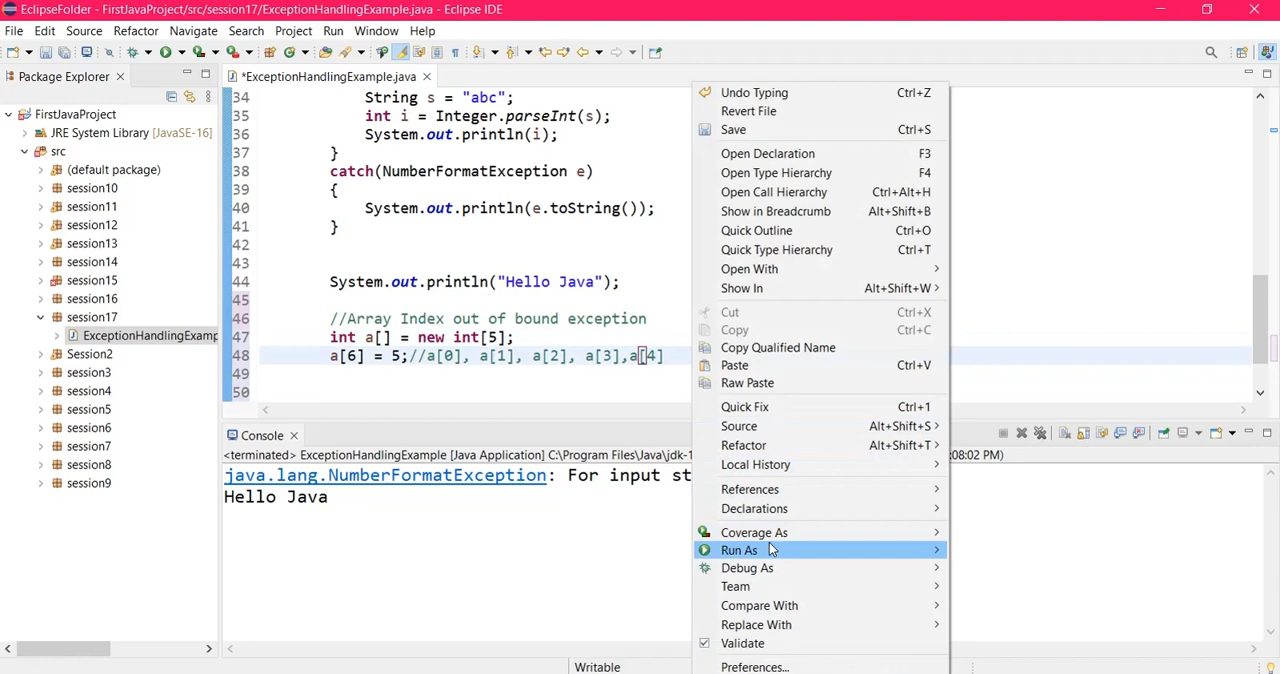 EclipseFolder - FirstJavaProject/src/session17/ExceptionHandlingExample.java - Eclipse IDE
File Edit Source Refactor Navigate Search Project Run Window Help
Package Explorer
FirstJavaProject
JRE System Library [JavaSE-16]
src
(default package)
session10
session11
session12
session13
session14
session15
session16
session17
ExceptionHandlingExamp
Session2
session3
session4
session5
session6
session7
session8
session9
*ExceptionHandlingExample.java
34 String s = "abc";
35 int i = Integer.parseInt(s);
36 System.out.println(i);
37 }
38 catch(NumberFormatException e)
39 {
40 System.out.println(e.toString());
41 }
42
43
44 System.out.println("Hello Java");
45
46 //Array Index out of bound exception
47 int a[] = new int[5];
48 a[6] = 5;//a[0], a[1], a[2], a[3],a[4]
49
50
Console
<terminated> ExceptionHandlingExample [Java Application] C:\Program Files\Java\jdk-1 :08:02 PM)
java.lang.NumberFormatException: For input st
Hello Java
Undo Typing Ctrl+Z
Revert File
Save Ctrl+S
Open Declaration F3
Open Type Hierarchy F4
Open Call Hierarchy Ctrl+Alt+H
Show in Breadcrumb Alt+Shift+B
Quick Outline Ctrl+O
Quick Type Hierarchy Ctrl+T
Open With
Show In Alt+Shift+W
Cut Ctrl+X
Copy Ctrl+C
Copy Qualified Name
Paste Ctrl+V
Raw Paste
Quick Fix Ctrl+1
Source Alt+Shift+S
Refactor Alt+Shift+T
Local History
References
Declarations
Coverage As
Run As
Debug As
Team
Compare With
Replace With
Validate
Preferences...
Writable